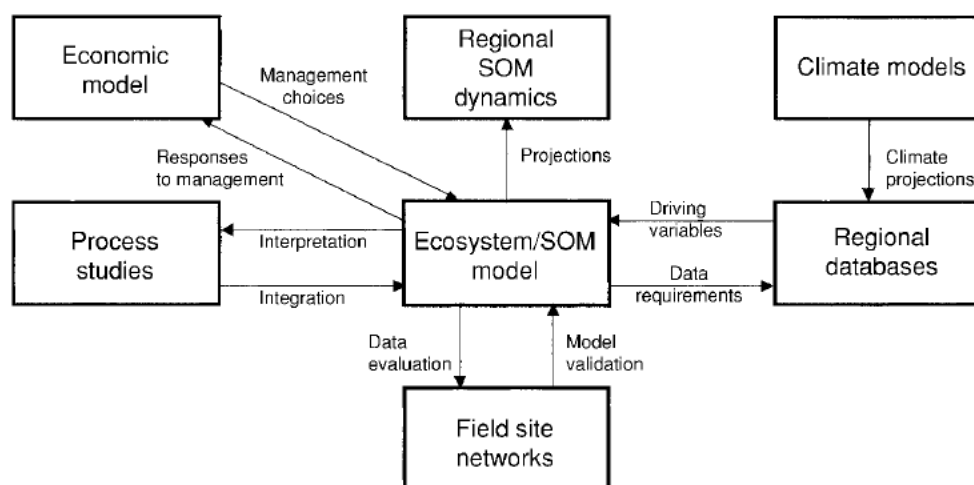 Economic
model
Management
choices
Regional
SOM
dynamics
Climate models
Responses
to management
Projections
Climate
projections
Process
studies
Interpretation
Integration
Ecosystem/SOM
model
Driving
variables
Data
requirements
Regional
databases
Data
evaluation
Model
validation
Field site
networks